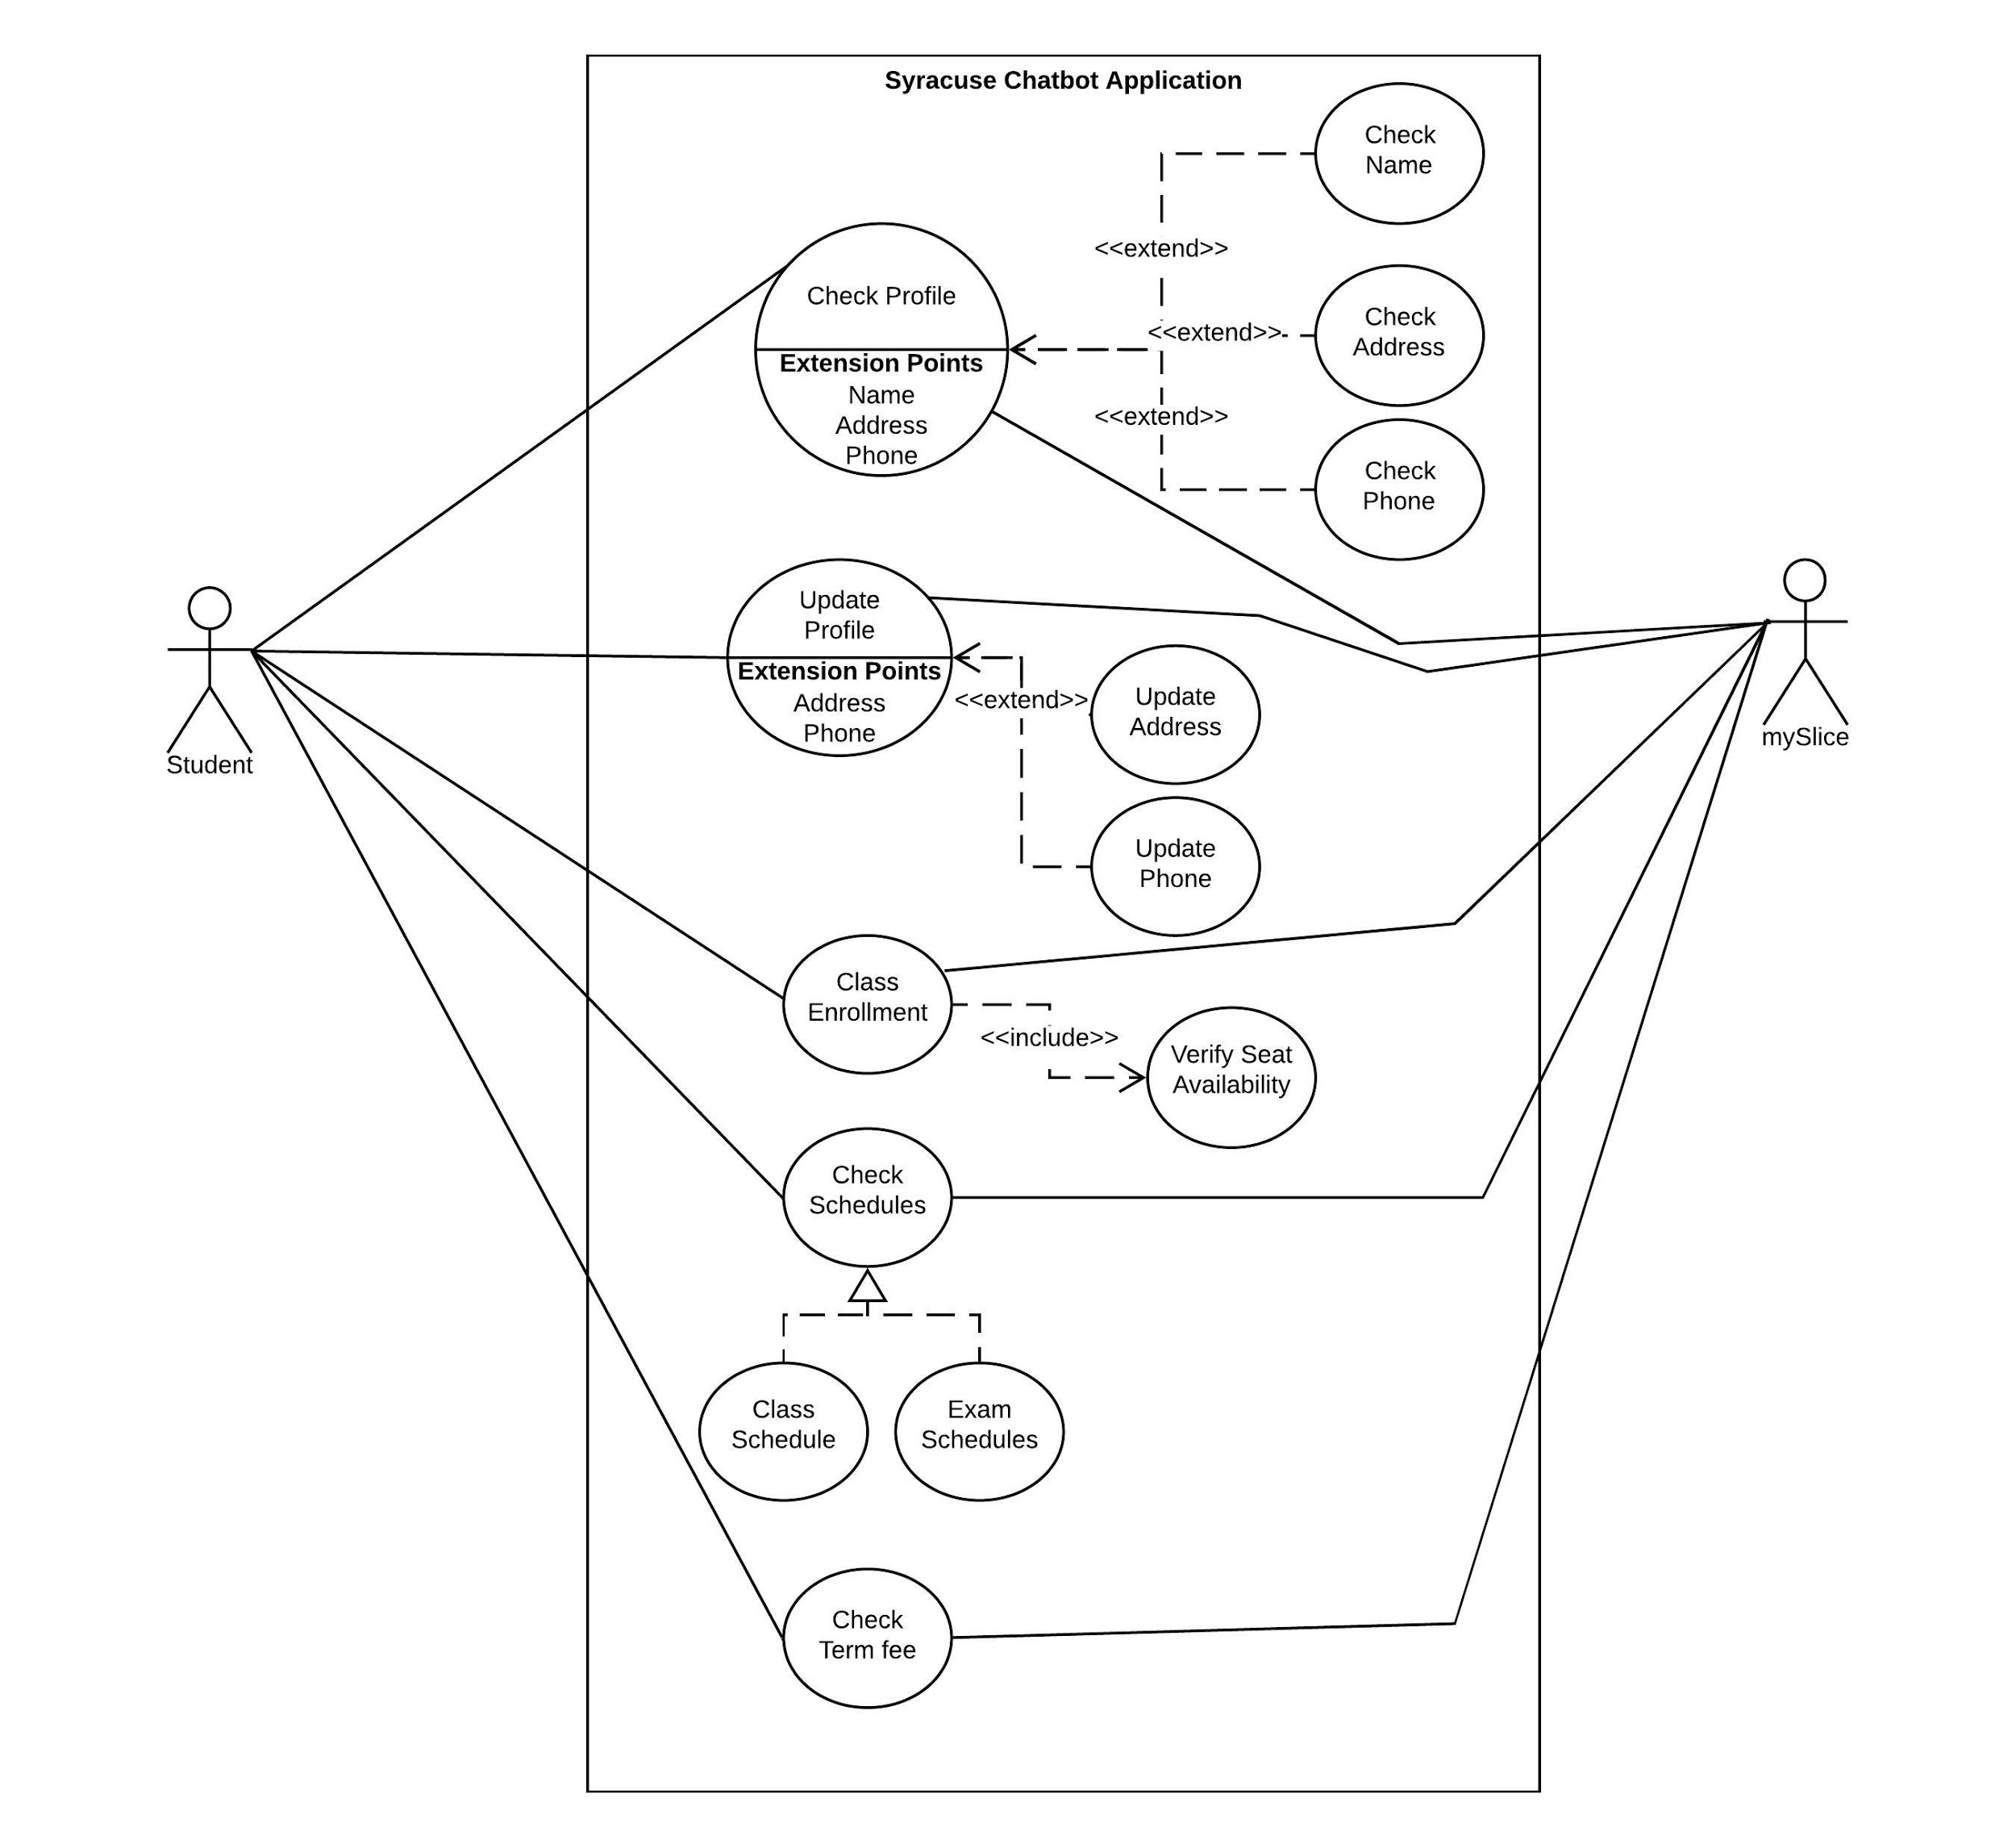 Syracuse Chatbot Application
Check
Name
<<extend>>
Check Profile
Check
Address
<<extend>>
Extension Points
Name
Address
Phone
<<extend>>
Check
Phone
Update
Profile
Extension Points
Address
Phone
<<extend>>
Update
Address
Student
mySlice
Update
Phone
Class
Enrollment
<<include>>
Verify Seat
Availability
Check
Schedules
Class
Schedule
Exam
Schedules
Check
Term fee